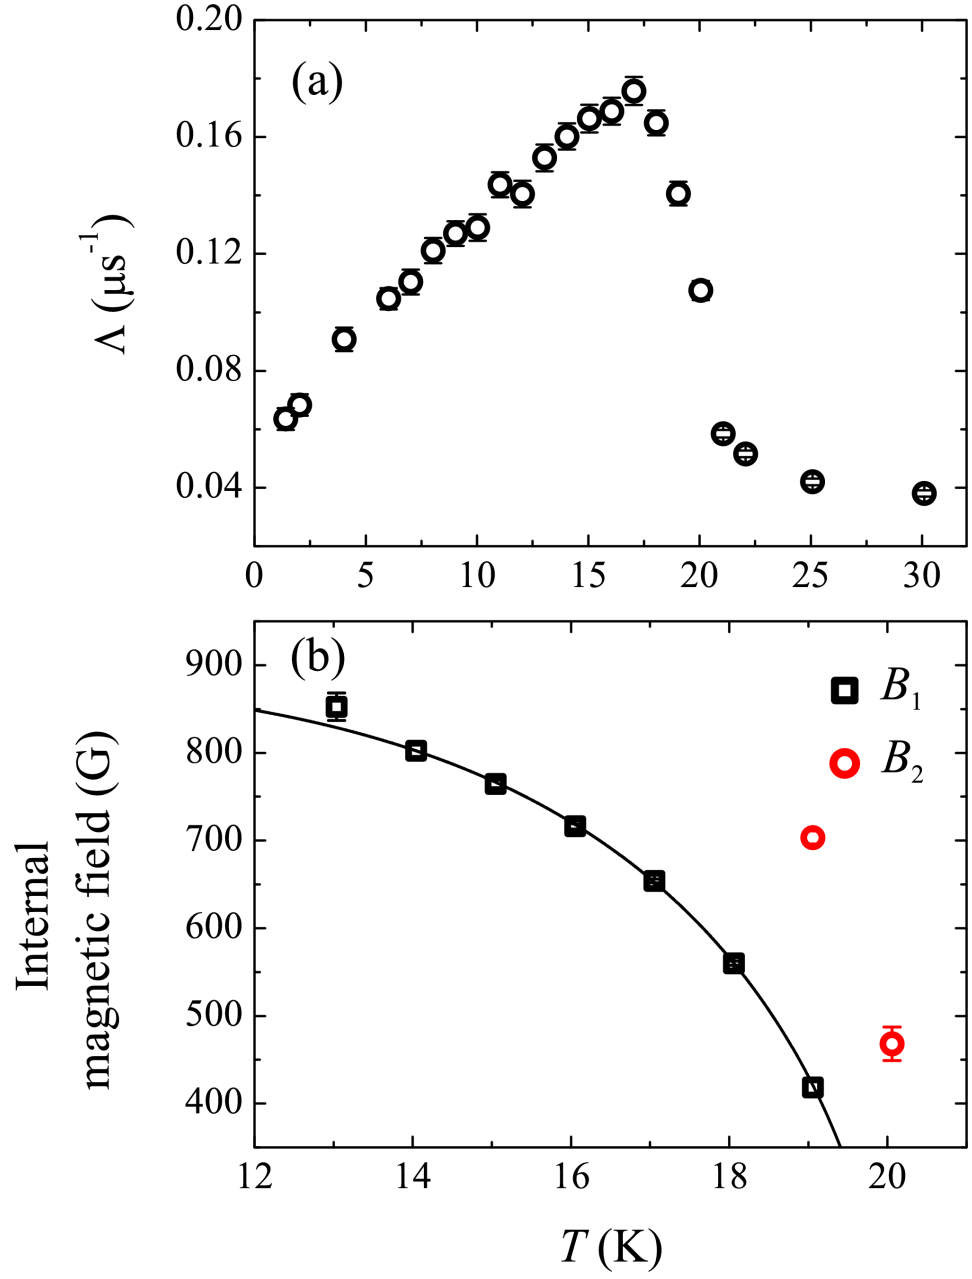 (a)
0.20
0.16
0.12
0.08
0.04
Λ (μs⁻¹)
0 5 10 15 20 25 30
(b)
900
800
700
600
500
400
Internal
magnetic field (G)
B₁
B₂
12 14 16 18 20
T (K)